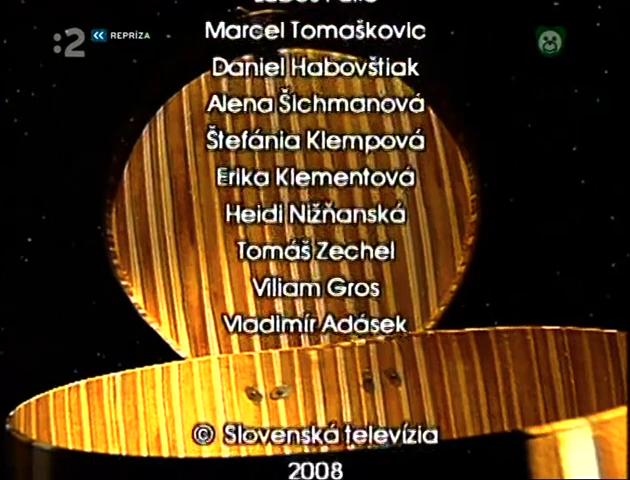 :2 REPRÍZA
Marcel Tomaškovic
Daniel Habovštiak
Alena Šichmanová
Štefánia Klempová
Erika Klementová
Heidi Nižňanská
Tomáš Zechel
Viliam Gros
Vladimír Adásek
© Slovenská televízia
2008